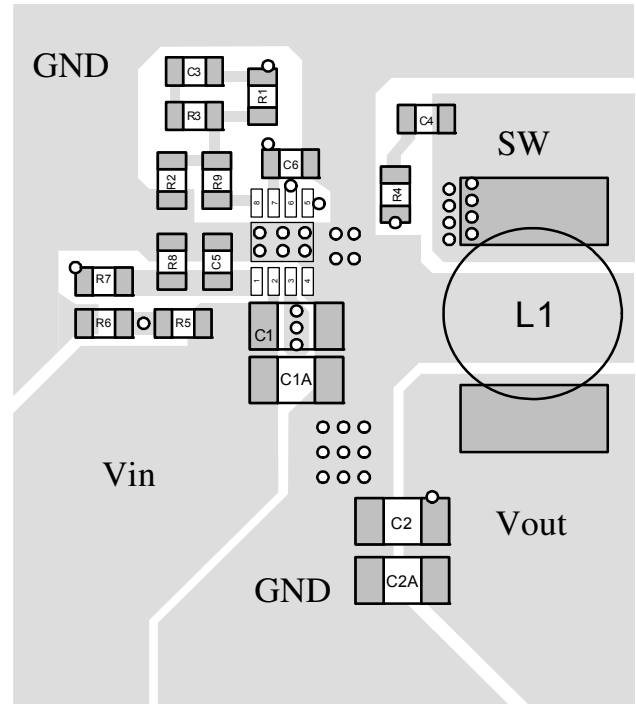 GND
C3
R3
R1
C4
SW
C6
R2
R9
R4
8 7 6 5
R8
C5
R7
1 2 3 4
R6
R5
C1
L1
C1A
Vin
C2
Vout
C2A
GND